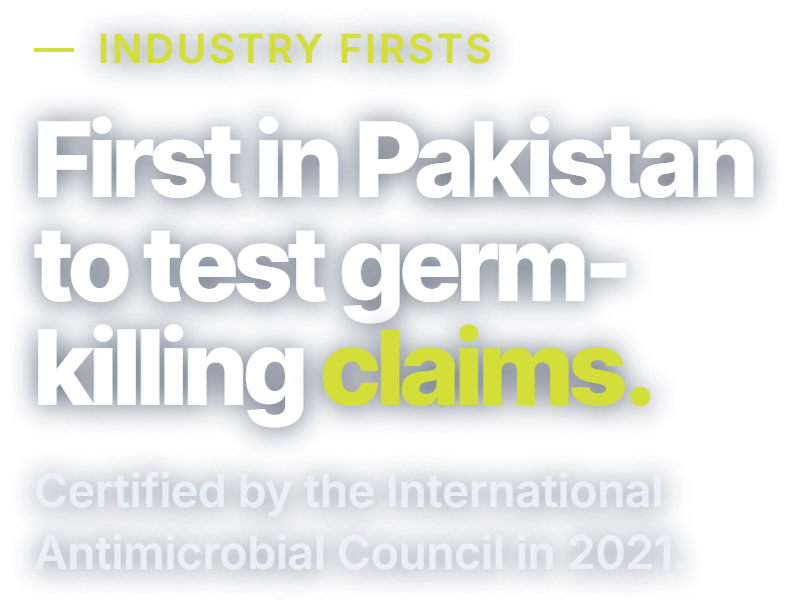 INDUSTRY FIRSTS
First in Pakistan
to test germ-
killing claims.
Certified by the International
Antimicrobial Council in 2021.